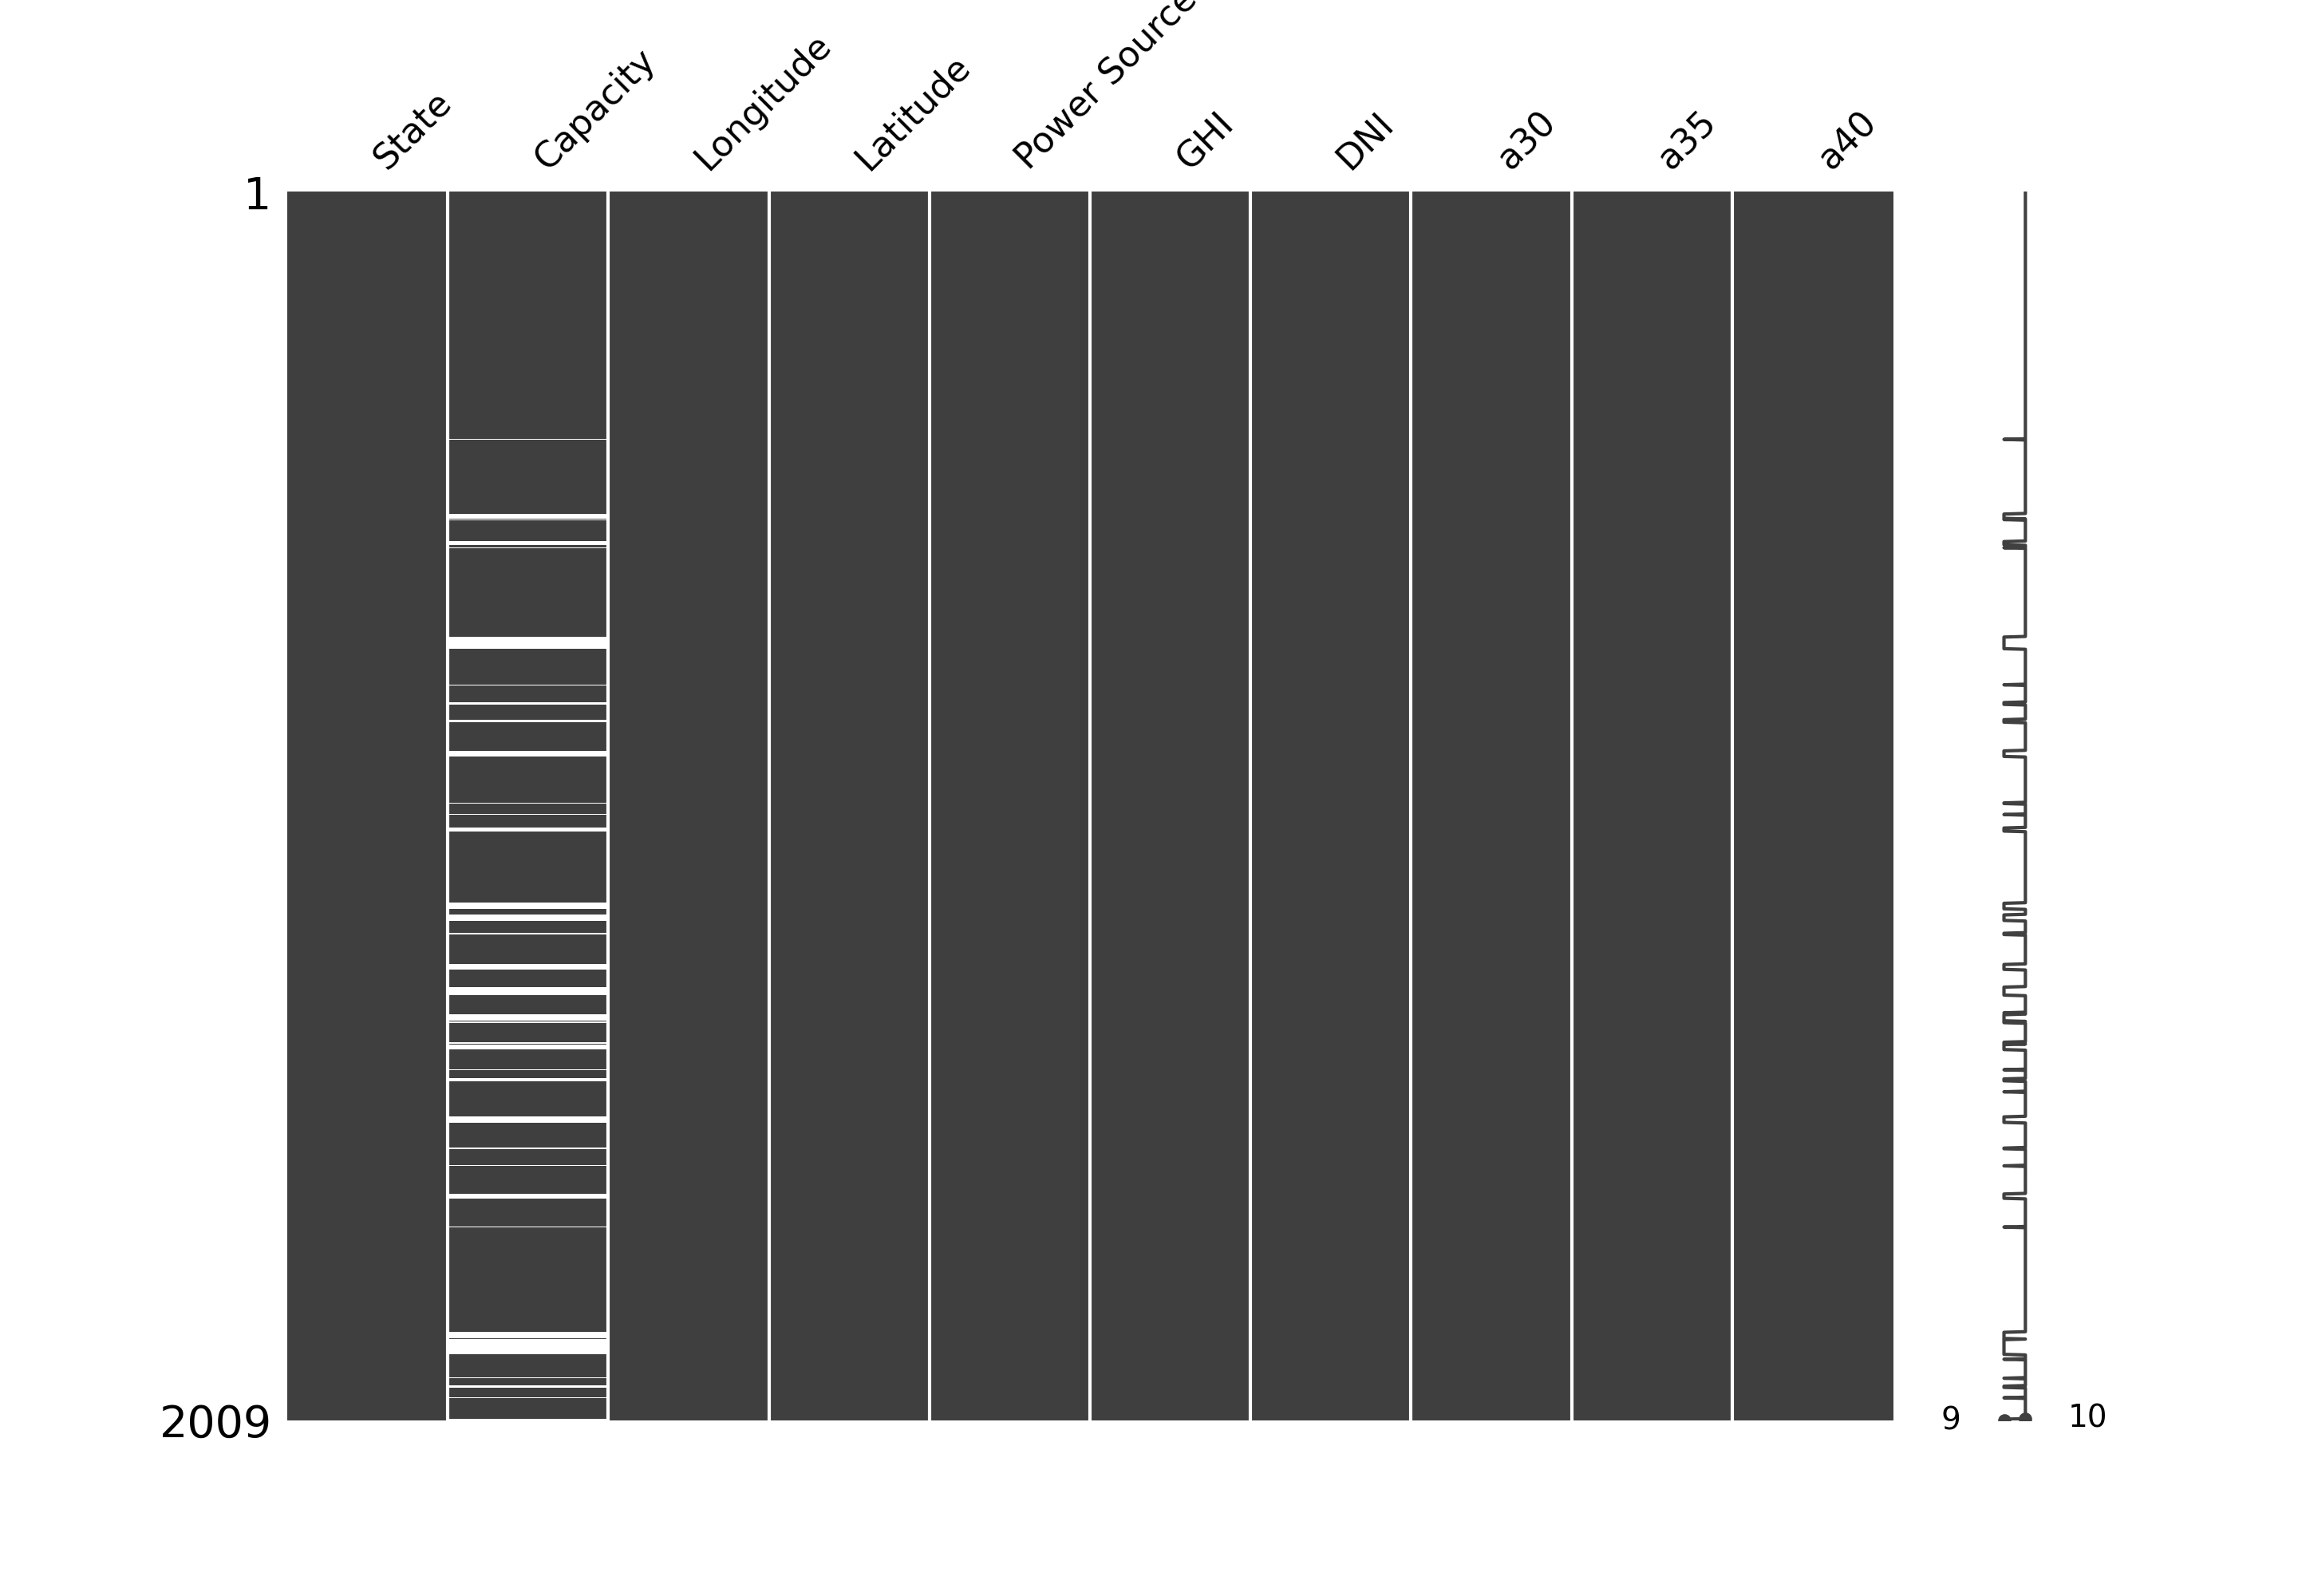 State
Capacity
Longitude
Latitude
Power Source
GHI
DNI
a30
a35
a40
1
2009
9
10